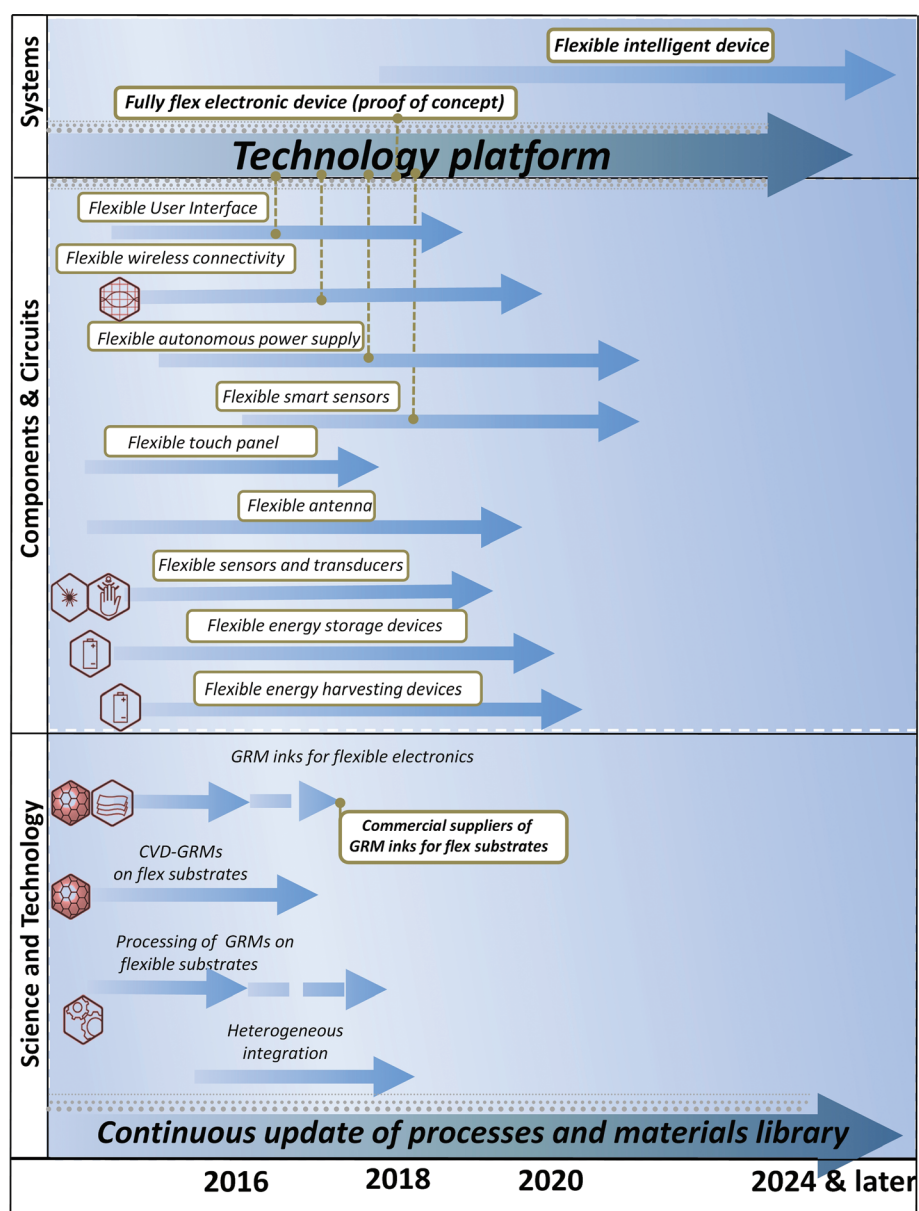 Systems
Flexible intelligent device
Fully flex electronic device (proof of concept)
Technology platform
Components & Circuits
Flexible User Interface
Flexible wireless connectivity
Flexible autonomous power supply
Flexible smart sensors
Flexible touch panel
Flexible antenna
Flexible sensors and transducers
Flexible energy storage devices
Flexible energy harvesting devices
Science and Technology
GRM inks for flexible electronics
Commercial suppliers of
GRM inks for flex substrates
CVD-GRMs
on flex substrates
Processing of GRMs on
flexible substrates
Heterogeneous
integration
Continuous update of processes and materials library
2016 2018 2020 2024 & later